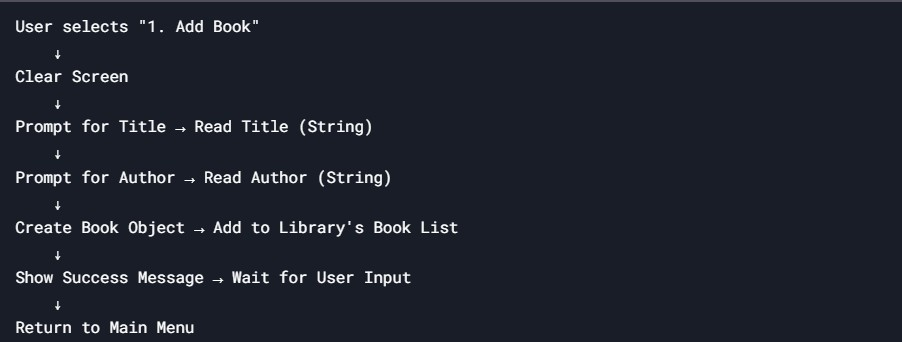 User selects "1. Add Book"
↓
Clear Screen
↓
Prompt for Title → Read Title (String)
↓
Prompt for Author → Read Author (String)
↓
Create Book Object → Add to Library's Book List
↓
Show Success Message → Wait for User Input
↓
Return to Main Menu